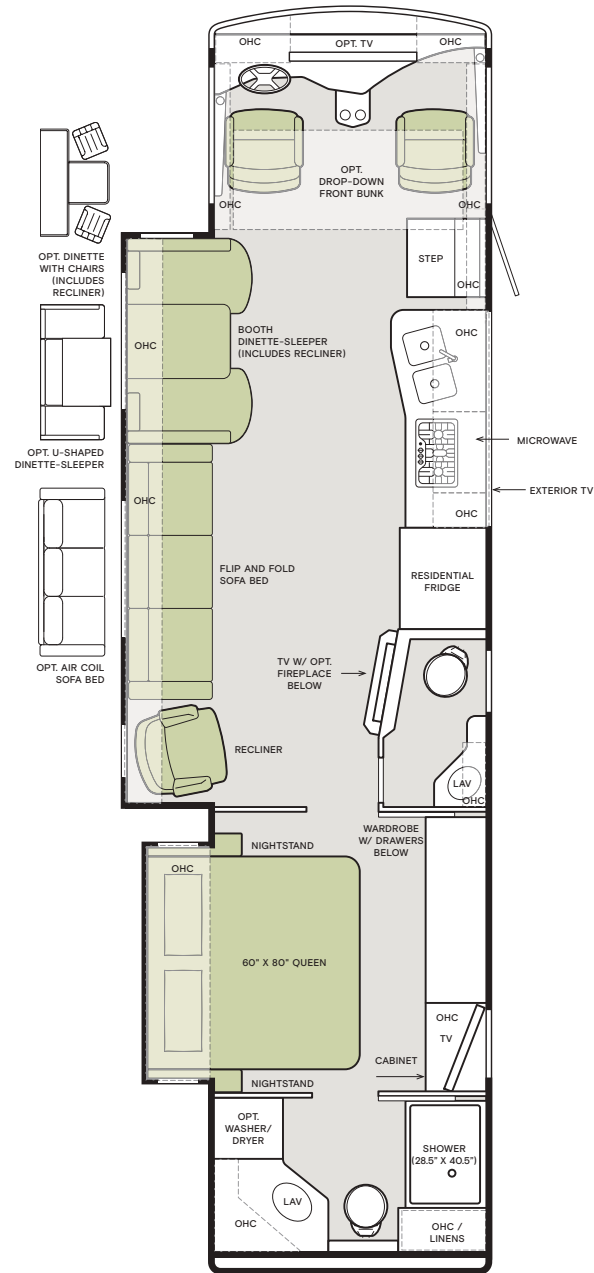 OHC
OPT. TV
OHC
OPT.
DROP-DOWN
FRONT BUNK
OHC
OHC
STEP
OHC
OPT. DINETTE
WITH CHAIRS
(INCLUDES
RECLINER)
BOOTH
DINETTE-SLEEPER
(INCLUDES RECLINER)
OHC
OHC
MICROWAVE
OPT. U-SHAPED
DINETTE-SLEEPER
EXTERIOR TV
OHC
OHC
FLIP AND FOLD
SOFA BED
RESIDENTIAL
FRIDGE
OPT. AIR COIL
SOFA BED
TV W/ OPT.
FIREPLACE
BELOW
RECLINER
LAV
OHC
WARDROBE
W/ DRAWERS
BELOW
NIGHTSTAND
OHC
60" X 80" QUEEN
OHC
TV
CABINET
NIGHTSTAND
OPT.
WASHER/
DRYER
SHOWER
(28.5" X 40.5")
LAV
OHC
OHC /
LINENS